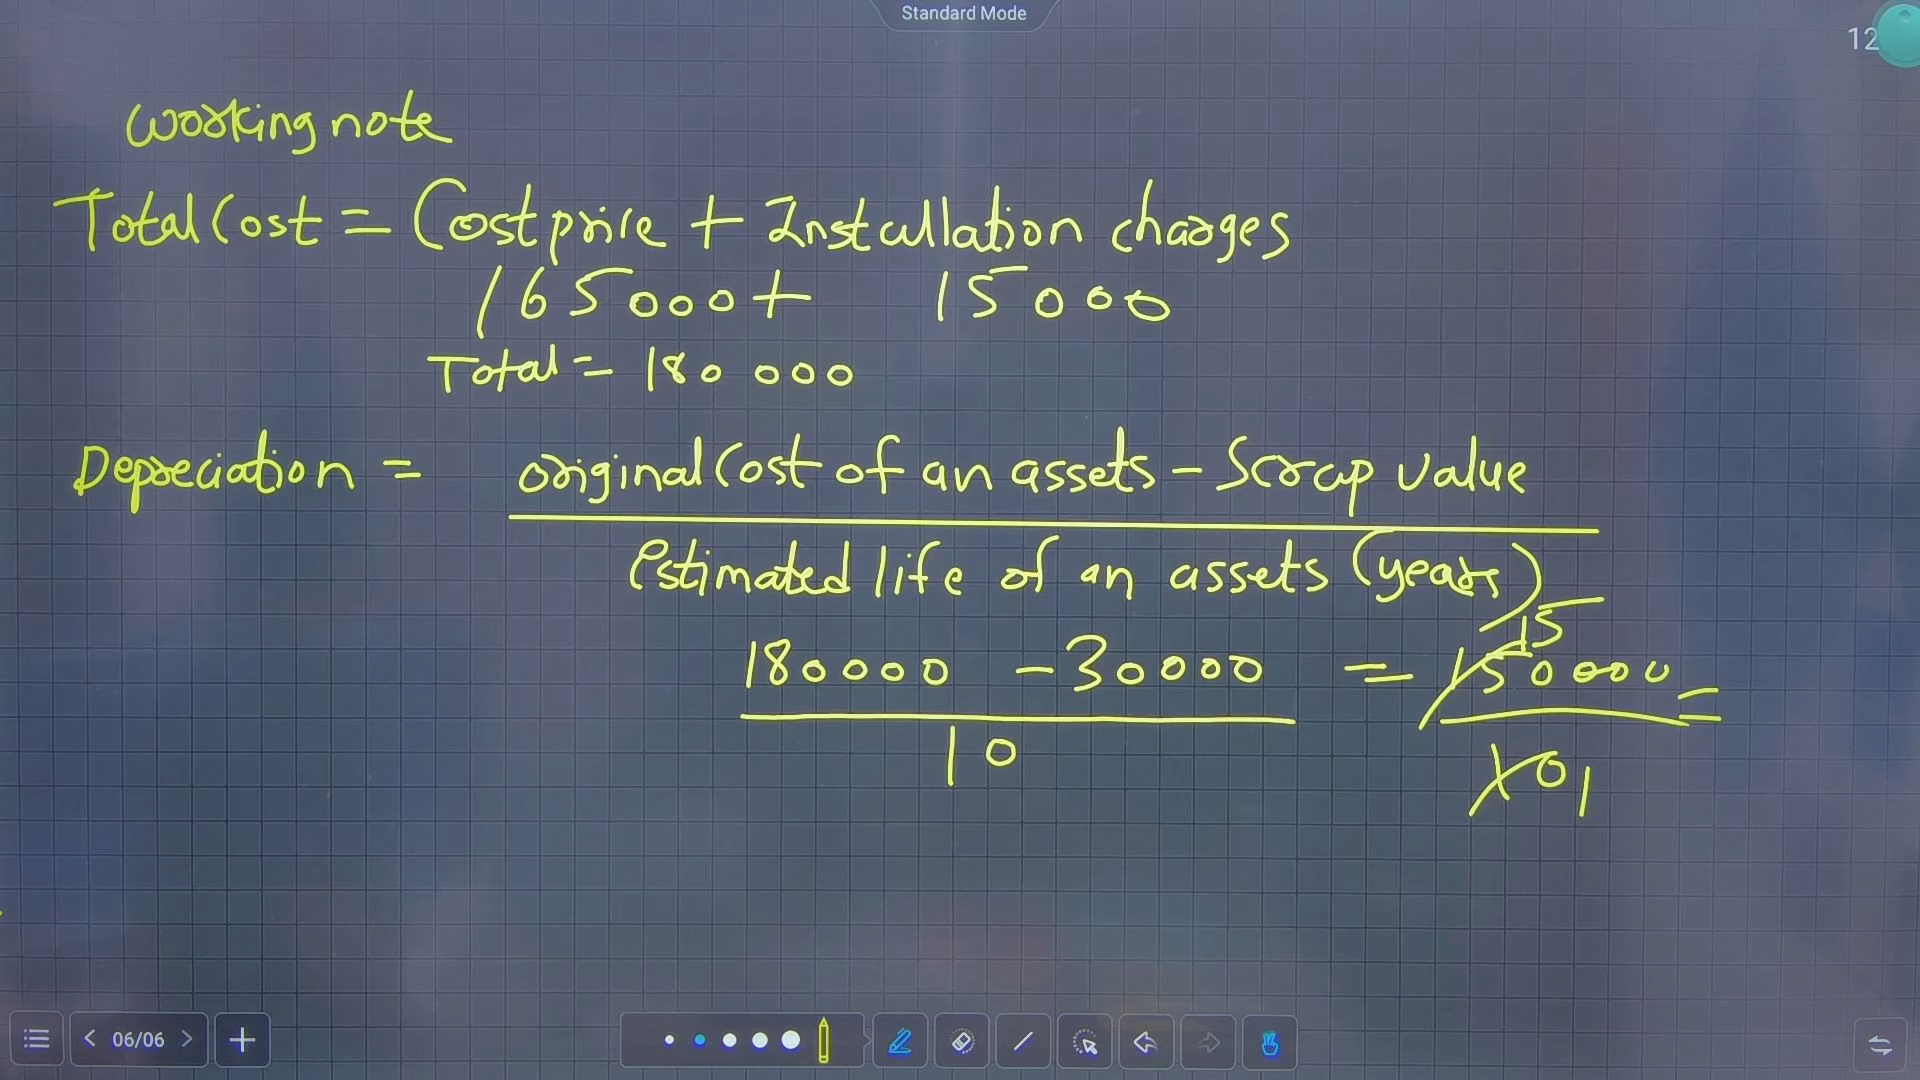 Standard Mode
12
Working note
Total Cost = Cost price + Installation charges
165000 + 15000
Total = 180 000
Depreciation = original Cost of an assets - Scrap value
Estimated life of an assets (years)
180000 - 30000 = 150000 =
15
10
10 1
06/06